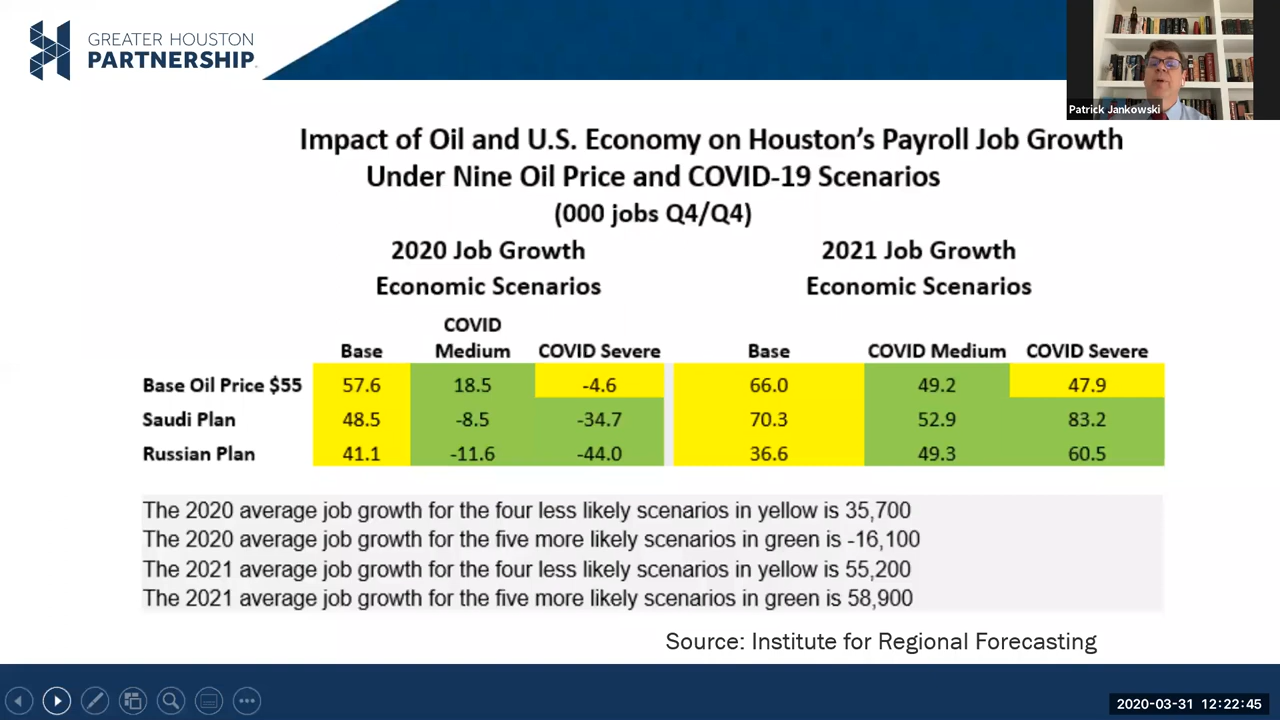 GREATER HOUSTON
PARTNERSHIP
Patrick Jankowski
Impact of Oil and U.S. Economy on Houston's Payroll Job Growth
Under Nine Oil Price and COVID-19 Scenarios
(000 jobs Q4/Q4)
2020 Job Growth 2021 Job Growth
Economic Scenarios Economic Scenarios
COVID
Base Medium COVID Severe Base COVID Medium COVID Severe
Base Oil Price $55 57.6 18.5 -4.6 66.0 49.2 47.9
Saudi Plan 48.5 -8.5 -34.7 70.3 52.9 83.2
Russian Plan 41.1 -11.6 -44.0 36.6 49.3 60.5
The 2020 average job growth for the four less likely scenarios in yellow is 35,700
The 2020 average job growth for the five more likely scenarios in green is -16,100
The 2021 average job growth for the four less likely scenarios in yellow is 55,200
The 2021 average job growth for the five more likely scenarios in green is 58,900
Source: Institute for Regional Forecasting
2020-03-31 12:22:45